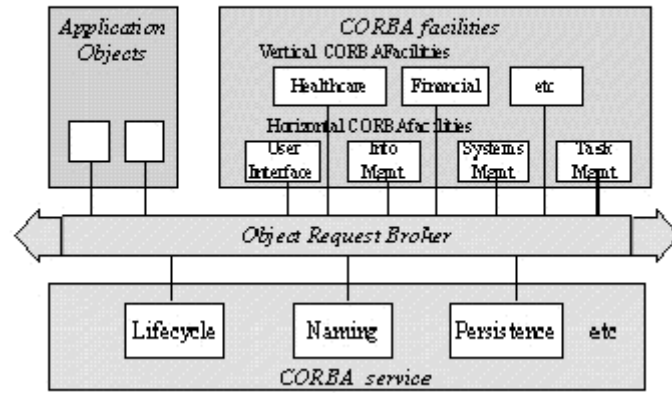 Application
Objects
CORBA facilities
Vertical CORBAFacilities
Healthcare
Financial
etc
Horizontal CORBAfacilities
User
Interface
Info
Mgmt
Systems
Mgmt
Task
Mgmt
Object Request Broker
Lifecycle
Naming
Persistence
etc
CORBA service